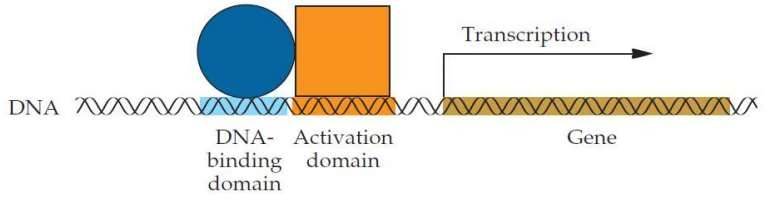 Transcription
DNA
DNA-
binding
domain
Activation
domain
Gene